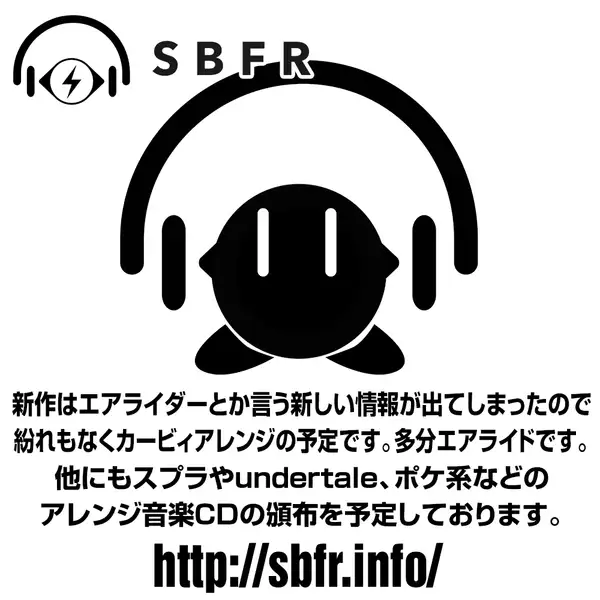 SBFR
新作はエアライダーとか言う新しい情報が出てしまったので
紛れもなくカービィアレンジの予定です。多分エアライドです。
他にもスプラやundertale、ポケ系などの
アレンジ音楽CDの頒布を予定しております。
http://sbfr.info/